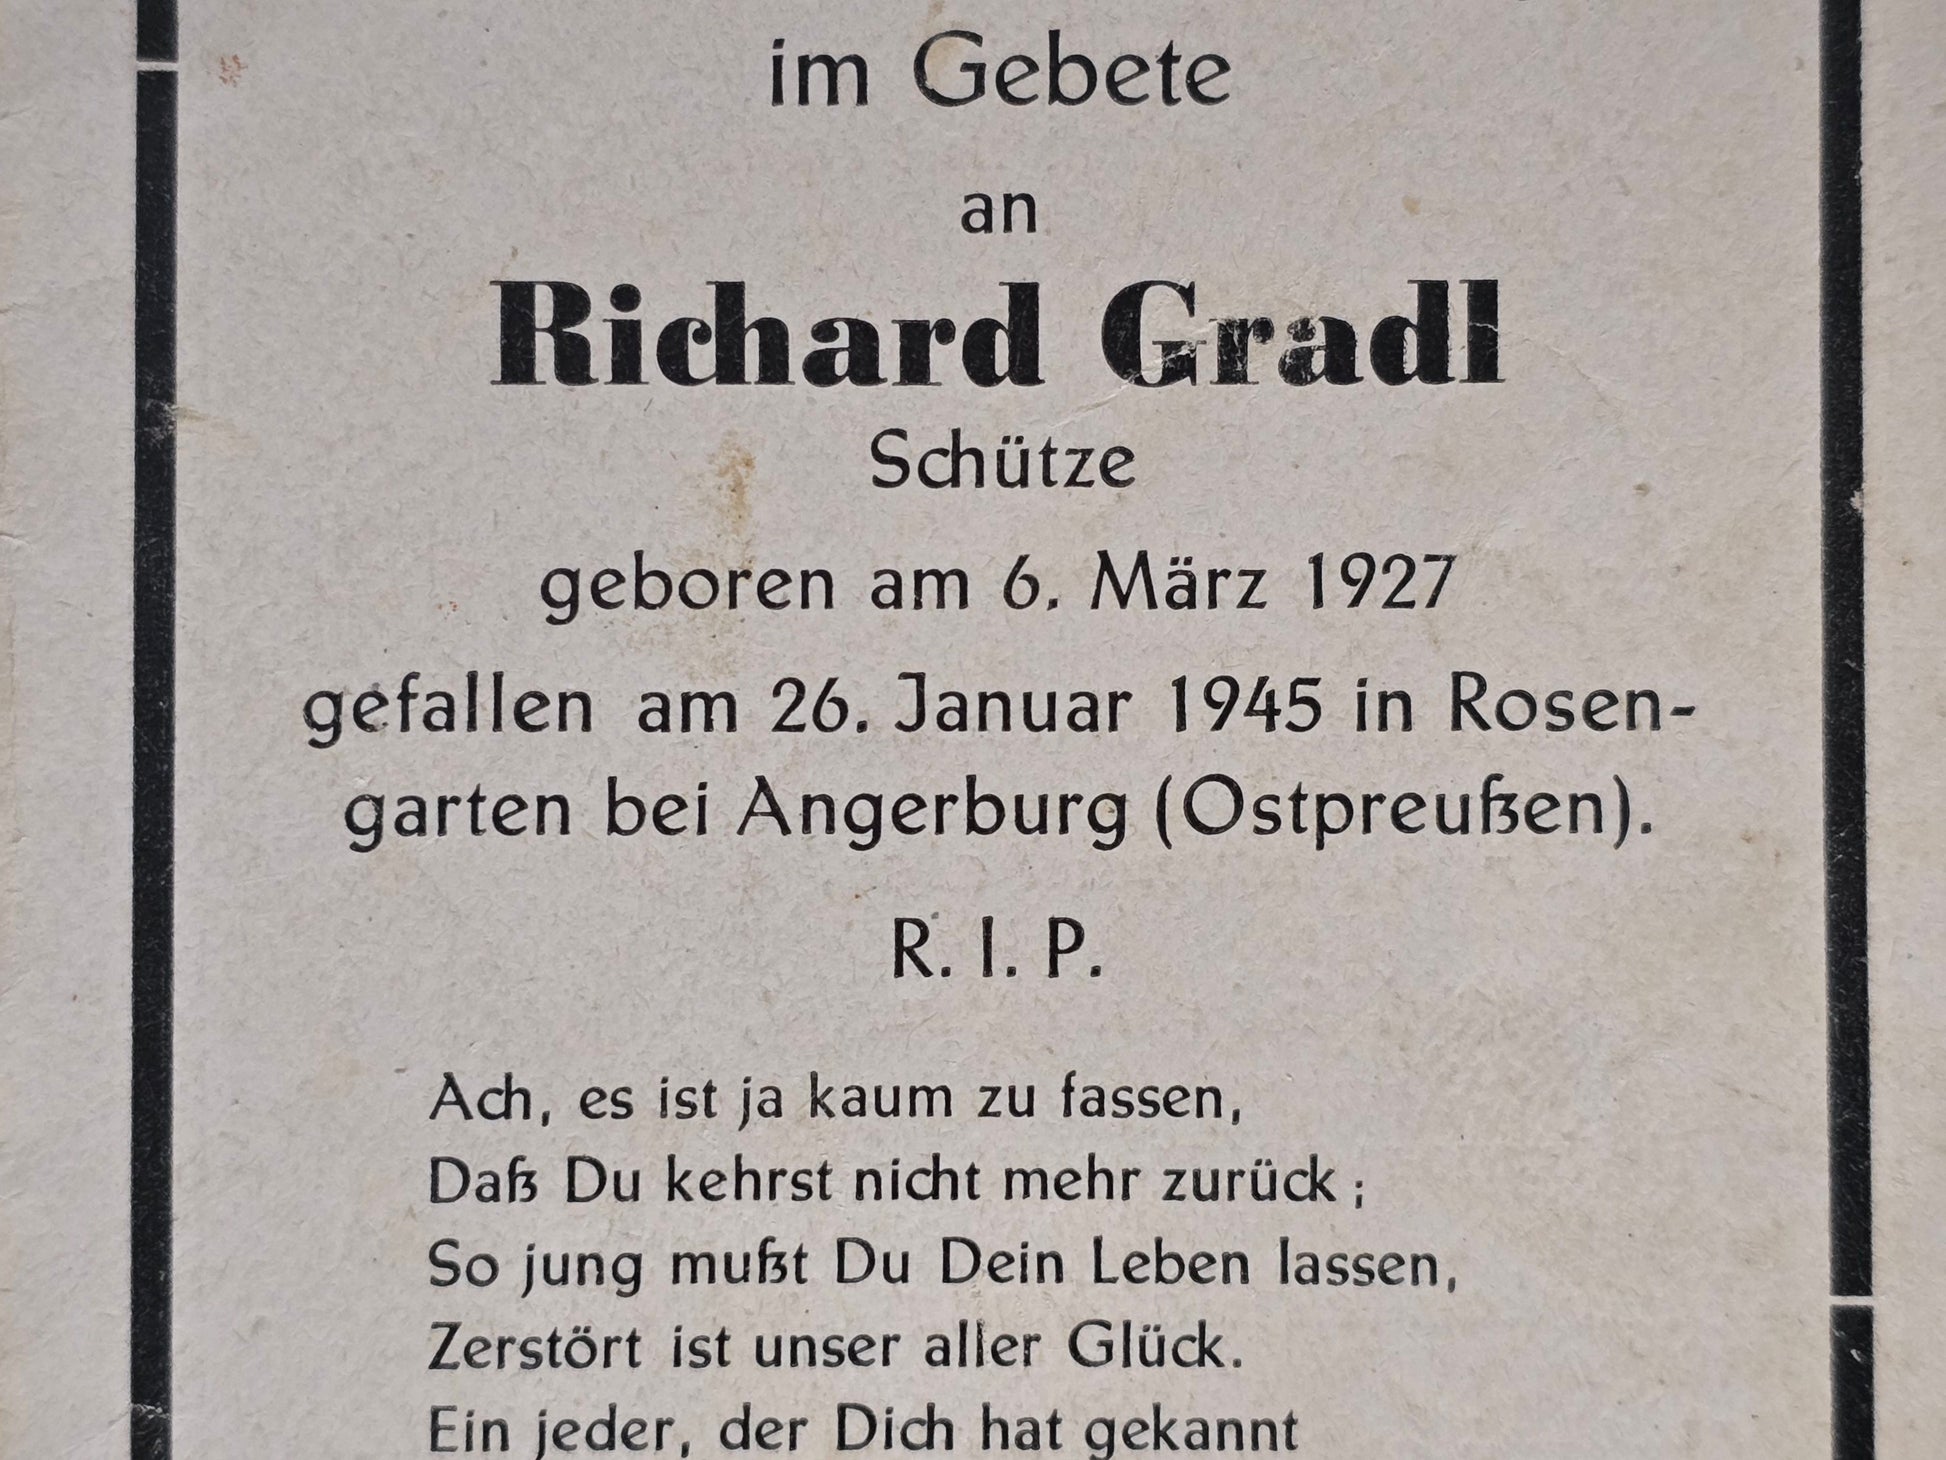 im Gebete
an
Richard Gradl
Schütze
geboren am 6. März 1927
gefallen am 26. Januar 1945 in Rosen-
garten bei Angerburg (Ostpreußen).
R. I. P.
Ach, es ist ja kaum zu fassen,
Daß Du kehrst nicht mehr zurück;
So jung mußt Du Dein Leben lassen,
Zerstört ist unser aller Glück.
Ein jeder, der Dich hat gekannt